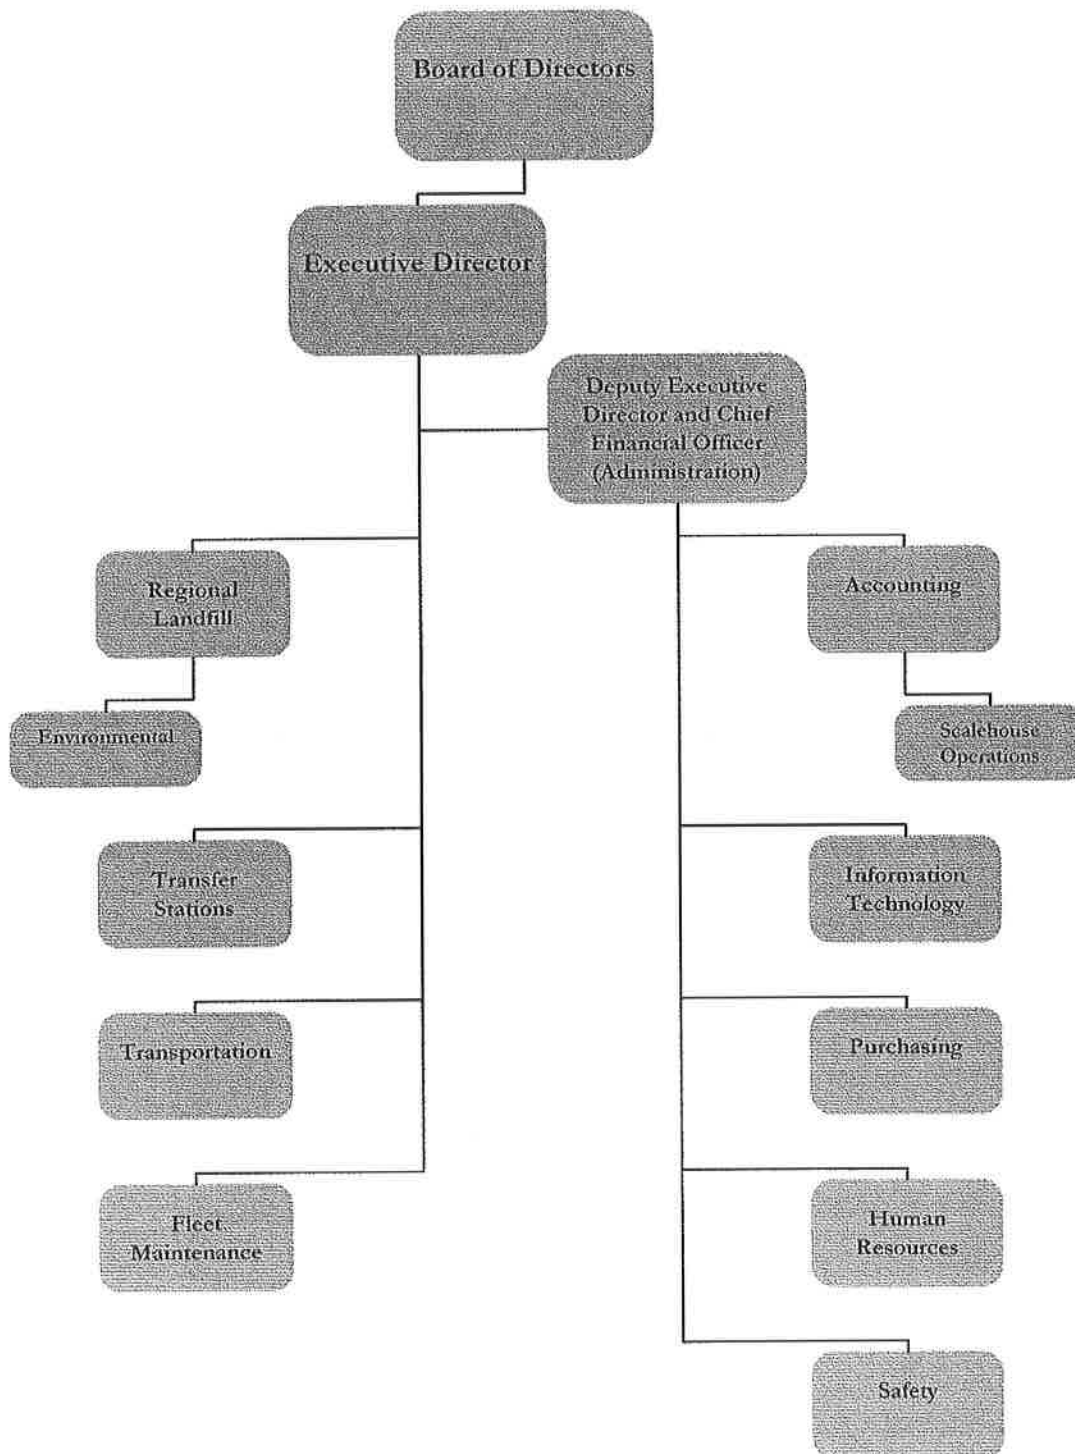 Board of Directors
Executive Director
Deputy Executive
Director and Chief
Financial Officer
(Administration)
Regional
Landfill
Accounting
Environmental
Scalehouse
Operations
Transfer
Stations
Information
Technology
Transportation
Purchasing
Fleet
Maintenance
Human
Resources
Safety